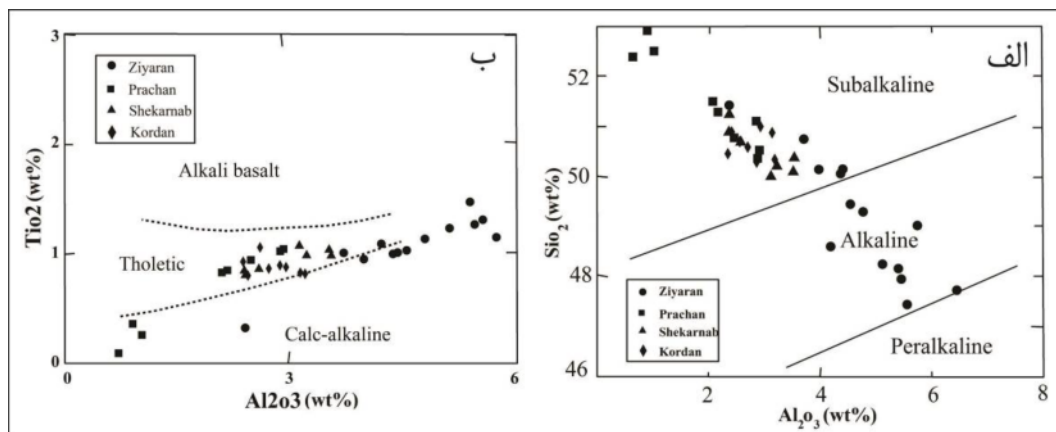 ب
Tio2 (wt%)
3
2
1
0
Ziyaran
Prachan
Shekarnab
Kordan
Alkali basalt
Tholetic
Calc-alkaline
0
3
6
Al2o3 (wt%)
الف
Sio2 (wt%)
52
50
48
46
Subalkaline
Alkaline
Peralkaline
Ziyaran
Prachan
Shekarnab
Kordan
2
4
6
8
Al2o3 (wt%)